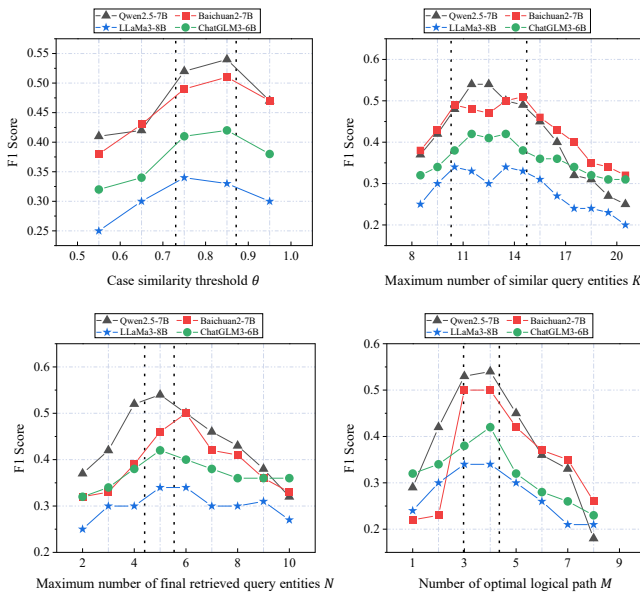 Qwen2.5-7B Baichuan2-7B
LLaMa3-8B ChatGLM3-6B
0.55
0.50
0.45
0.40
0.35
0.30
0.25
F1 Score
0.5 0.6 0.7 0.8 0.9 1.0
Case similarity threshold θ
Qwen2.5-7B Baichuan2-7B
LLaMa3-8B ChatGLM3-6B
0.6
0.5
0.4
0.3
0.2
F1 Score
8 11 14 17 20
Maximum number of similar query entities K
Qwen2.5-7B Baichuan2-7B
LLaMa3-8B ChatGLM3-6B
0.6
0.5
0.4
0.3
0.2
F1 Score
2 4 6 8 10
Maximum number of final retrieved query entities N
Qwen2.5-7B Baichuan2-7B
LLaMa3-8B ChatGLM3-6B
0.6
0.5
0.4
0.3
0.2
F1 Score
1 3 5 7 9
Number of optimal logical path M